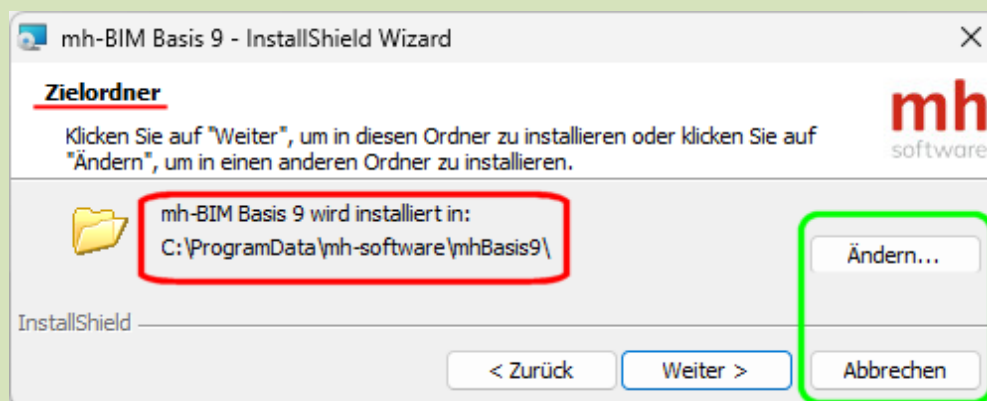 mh-BIM Basis 9 - InstallShield Wizard
Zielordner
Klicken Sie auf "Weiter", um in diesen Ordner zu installieren oder klicken Sie auf
"Ändern", um in einen anderen Ordner zu installieren.
mh
software
mh-BIM Basis 9 wird installiert in:
C:\ProgramData\mh-software\mhBasis9\
Ändern...
InstallShield
< Zurück
Weiter >
Abbrechen